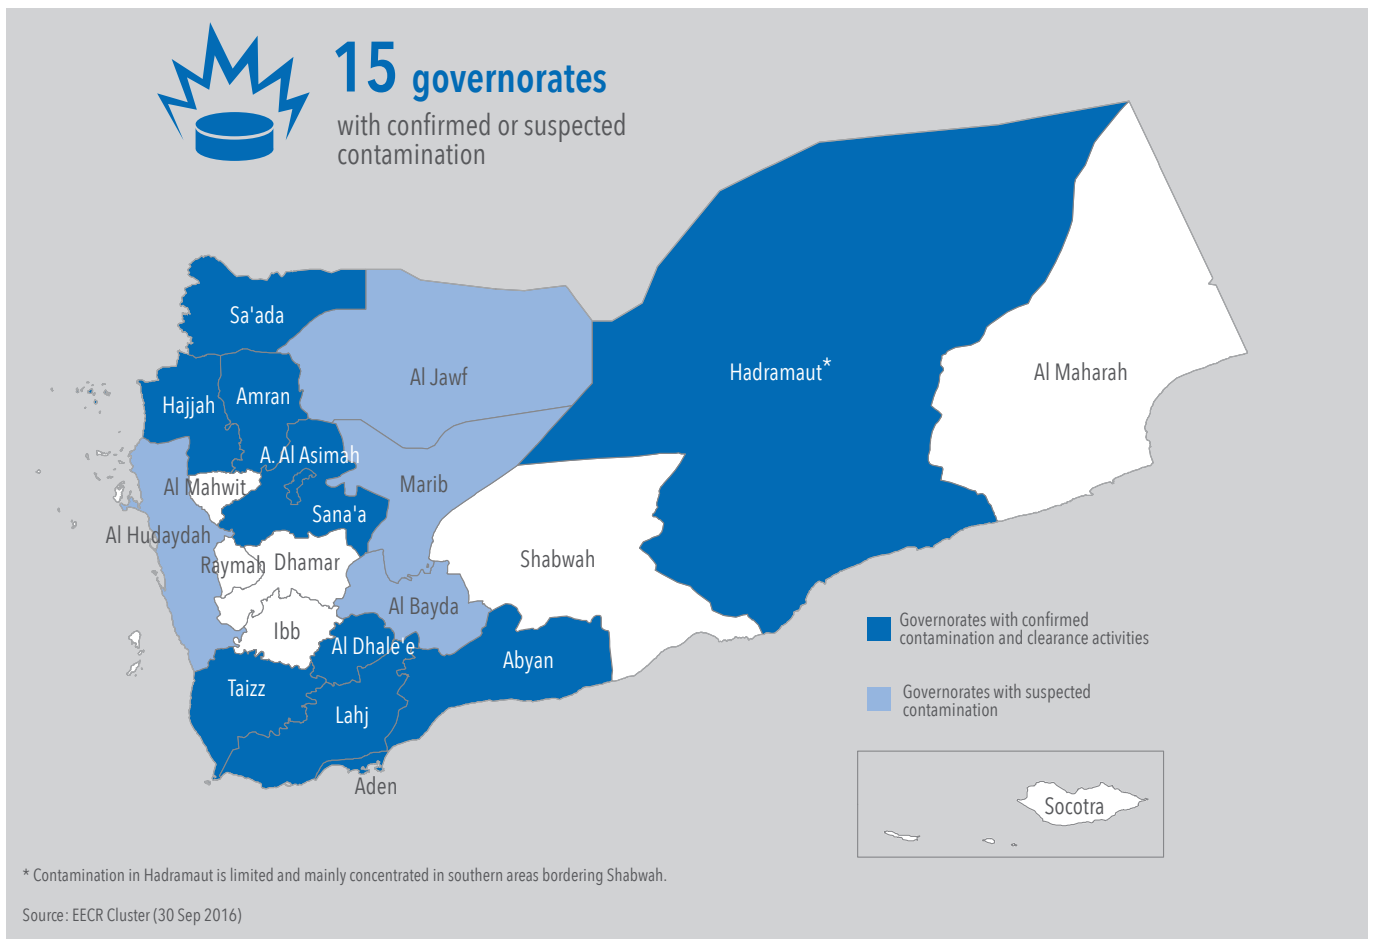 15 governorates
with confirmed or suspected
contamination
Sa'ada
Al Jawf
Hadramaut*
Al Maharah
Hajjah
Amran
A. Al Asimah
Al Mahwit
Marib
Sana'a
Al Hudaydah
Raymah
Dhamar
Shabwah
Al Bayda
Ibb
Al Dhale'e
Abyan
Taizz
Lahj
Aden
Governorates with confirmed
contamination and clearance activities
Governorates with suspected
contamination
Socotra
* Contamination in Hadramaut is limited and mainly concentrated in southern areas bordering Shabwah.
Source: EECR Cluster (30 Sep 2016)